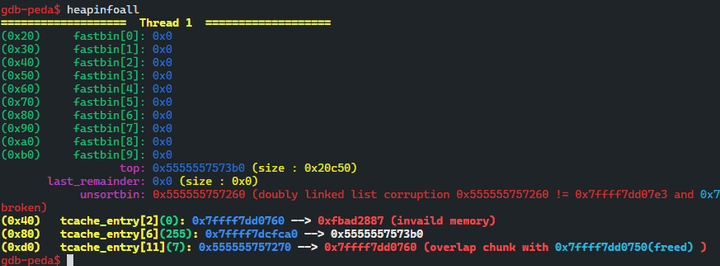 gdb-peda$ heapinfoall
=================== Thread 1 ===================
(0x20) fastbin[0]: 0x0
(0x30) fastbin[1]: 0x0
(0x40) fastbin[2]: 0x0
(0x50) fastbin[3]: 0x0
(0x60) fastbin[4]: 0x0
(0x70) fastbin[5]: 0x0
(0x80) fastbin[6]: 0x0
(0x90) fastbin[7]: 0x0
(0xa0) fastbin[8]: 0x0
(0xb0) fastbin[9]: 0x0
top: 0x5555557573b0 (size : 0x20c50)
last_remainder: 0x0 (size : 0x0)
unsortbin: 0x555555757260 (doubly linked list corruption 0x555555757260 != 0x7ffff7dd07e3 and 0x7
broken)
(0x40) tcache_entry[2](0): 0x7ffff7dd0760 --> 0xfbad2887 (invaild memory)
(0x80) tcache_entry[6](255): 0x7ffff7dcfca0 --> 0x5555557573b0
(0xd0) tcache_entry[11](7): 0x555555757270 --> 0x7ffff7dd0760 (overlap chunk with 0x7ffff7dd0750(freed) )
gdb-peda$